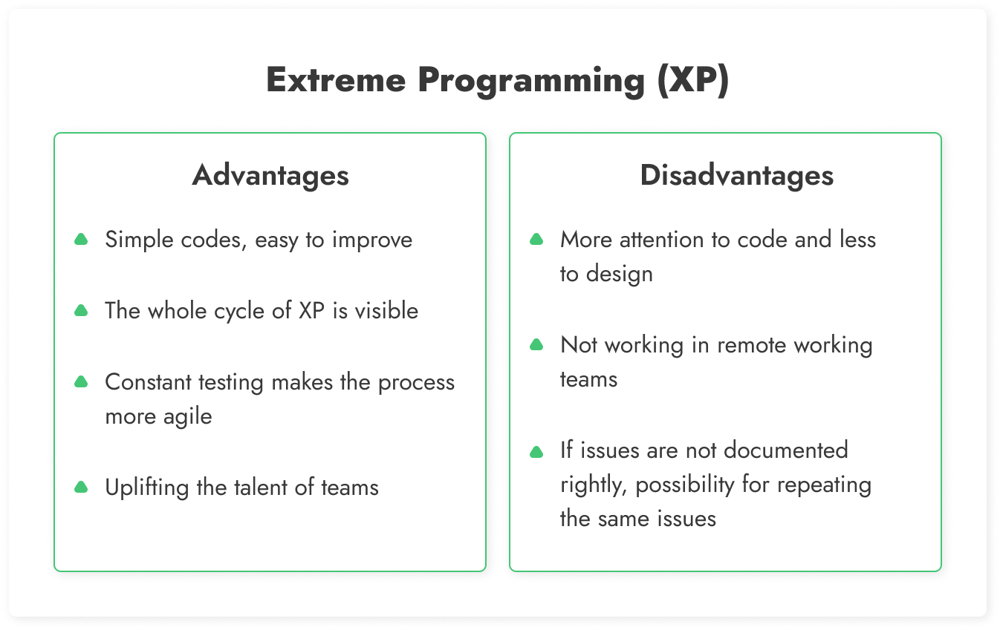 Extreme Programming (XP)
Advantages
Simple codes, easy to improve
The whole cycle of XP is visible
Constant testing makes the process
more agile
Uplifting the talent of teams
Disadvantages
More attention to code and less
to design
Not working in remote working
teams
If issues are not documented
rightly, possibility for repeating
the same issues